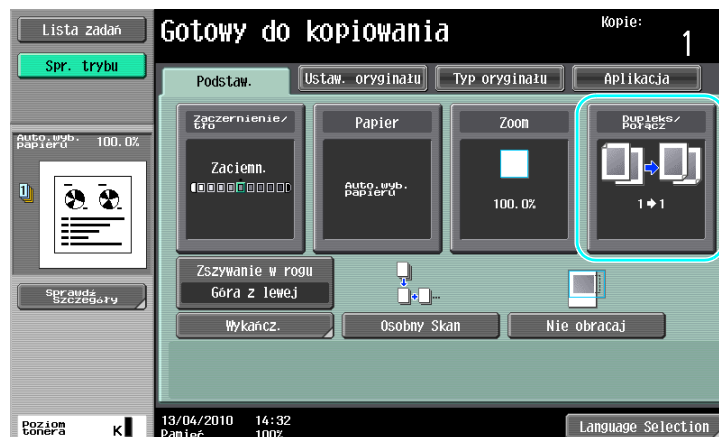 Lista zadań
Spr. trybu
Gotowy do kopiowania
Kopie:
1
Podstaw.
Ustaw. oryginału
Typ oryginału
Aplikacja
Auto.wyb.
papieru
100.0%
Sprawdź
Szczegóły
Poziom
tonera
K
Zaczernienie/
tło
Zaciemn.
Papier
Auto.wyb.
papieru
Zoom
100.0%
Dupleks/
Połącz
1➔1
Zszywanie w rogu
Góra z lewej
Wykańcz.
Osobny Skan
Nie obracaj
13/04/2010 14:32
Pamięć 100%
Language Selection